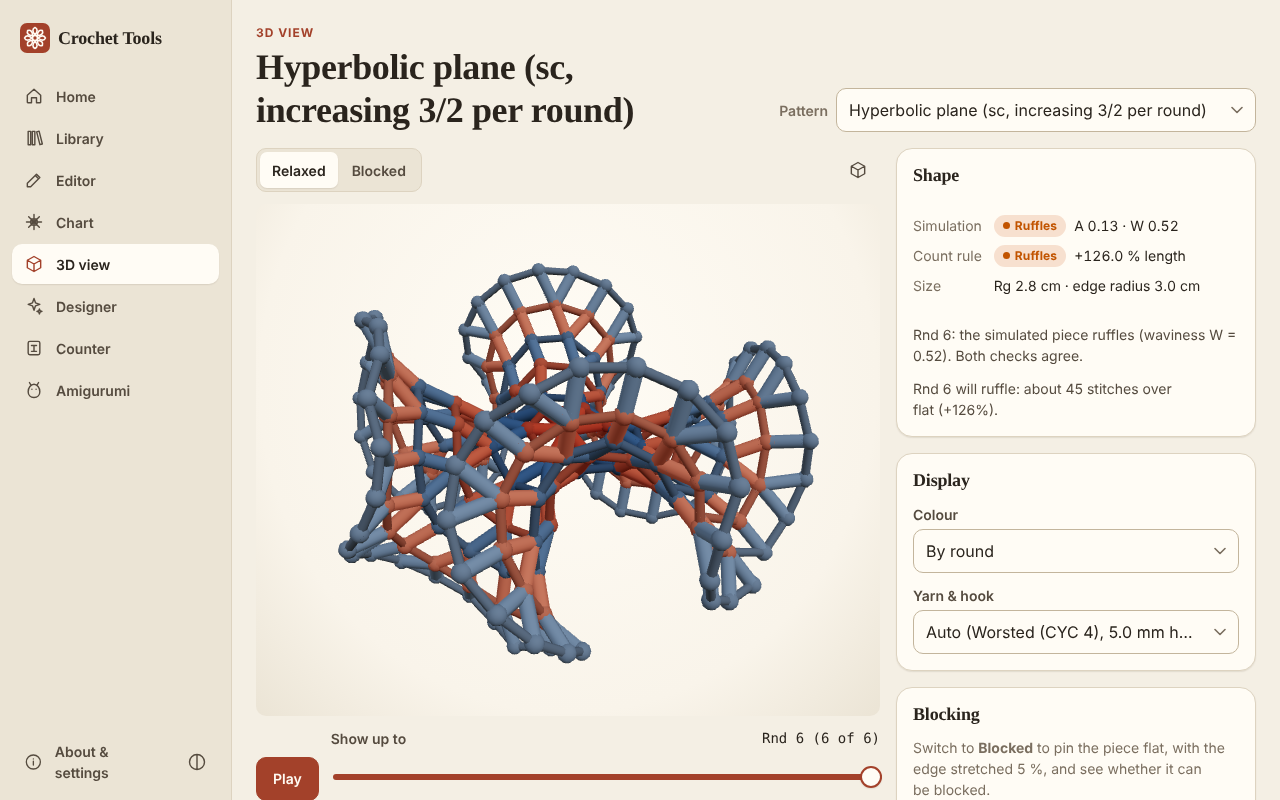 Crochet Tools
Home
Library
Editor
Chart
3D view
Designer
Counter
Amigurumi
About &
settings
3D VIEW
Hyperbolic plane (sc,
increasing 3/2 per round)
Pattern
Hyperbolic plane (sc, increasing 3/2 per round)
Relaxed
Blocked
Show up to
Rnd 6 (6 of 6)
Play
Shape
Simulation Ruffles A 0.13 · W 0.52
Count rule Ruffles +126.0 % length
Size Rg 2.8 cm · edge radius 3.0 cm
Rnd 6: the simulated piece ruffles (waviness W =
0.52). Both checks agree.
Rnd 6 will ruffle: about 45 stitches over
flat (+126%).
Display
Colour
By round
Yarn & hook
Auto (Worsted (CYC 4), 5.0 mm h...
Blocking
Switch to Blocked to pin the piece flat, with the
edge stretched 5 %, and see whether it can
be blocked.